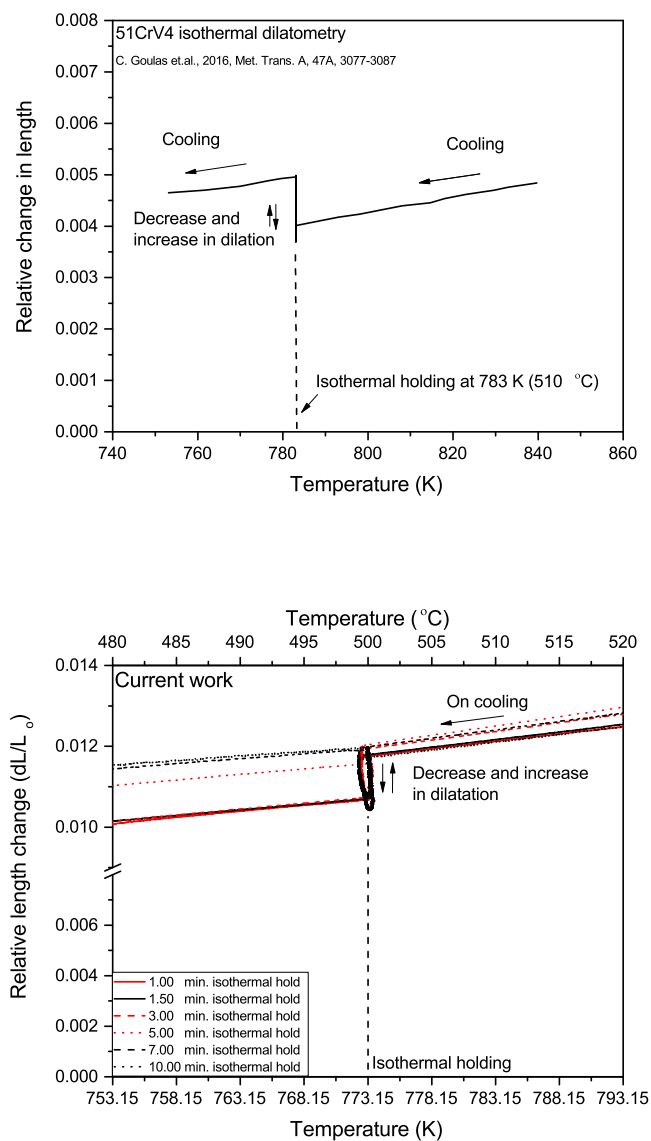 51CrV4 isothermal dilatometry
C. Goulas et.al., 2016, Met. Trans. A, 47A, 3077-3087
0.008
0.007
0.006
0.005
0.004
0.003
0.002
0.001
0.000
Relative change in length
Cooling
Cooling
Decrease and
increase in dilation
Isothermal holding at 783 K (510 °C)
740 760 780 800 820 840 860
Temperature (K)
Temperature (°C)
480 485 490 495 500 505 510 515 520
Current work
0.014
0.012
0.010
0.006
0.004
0.002
0.000
Relative length change (dL/Lo)
On cooling
Decrease and increase
in dilatation
1.00 min. isothermal hold
1.50 min. isothermal hold
3.00 min. isothermal hold
5.00 min. isothermal hold
7.00 min. isothermal hold
10.00 min. isothermal hold
Isothermal holding
753.15 758.15 763.15 768.15 773.15 778.15 783.15 788.15 793.15
Temperature (K)